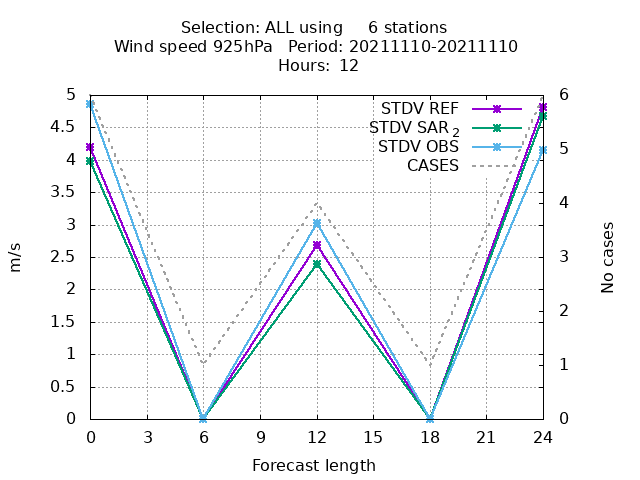 Selection: ALL using     6 stations
Wind speed 925hPa   Period: 20211110-20211110
Hours: 12
STDV REF
STDV SAR2
STDV OBS
CASES
5
4.5
4
3.5
3
2.5
2
1.5
1
0.5
0
6
5
4
3
2
1
0
m/s
No cases
0 3 6 9 12 15 18 21 24
Forecast length